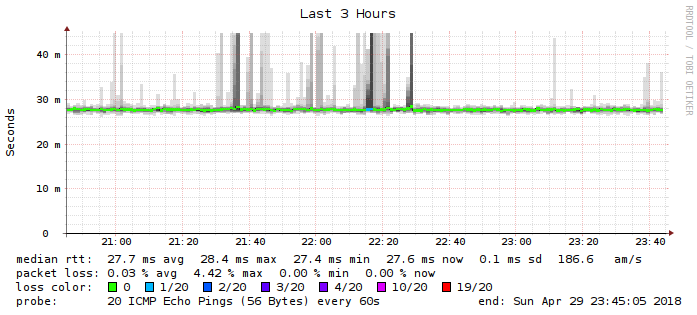 Last 3 Hours
RRDTOOL / TOBI OETIKER
Seconds
40 m
30 m
20 m
10 m
0
21:00 21:20 21:40 22:00 22:20 22:40 23:00 23:20 23:40
median rtt: 27.7 ms avg 28.4 ms max 27.4 ms min 27.6 ms now 0.1 ms sd 186.6 am/s
packet loss: 0.03 % avg 4.42 % max 0.00 % min 0.00 % now
loss color: 0 1/20 2/20 3/20 4/20 10/20 19/20
probe: 20 ICMP Echo Pings (56 Bytes) every 60s end: Sun Apr 29 23:45:05 2018